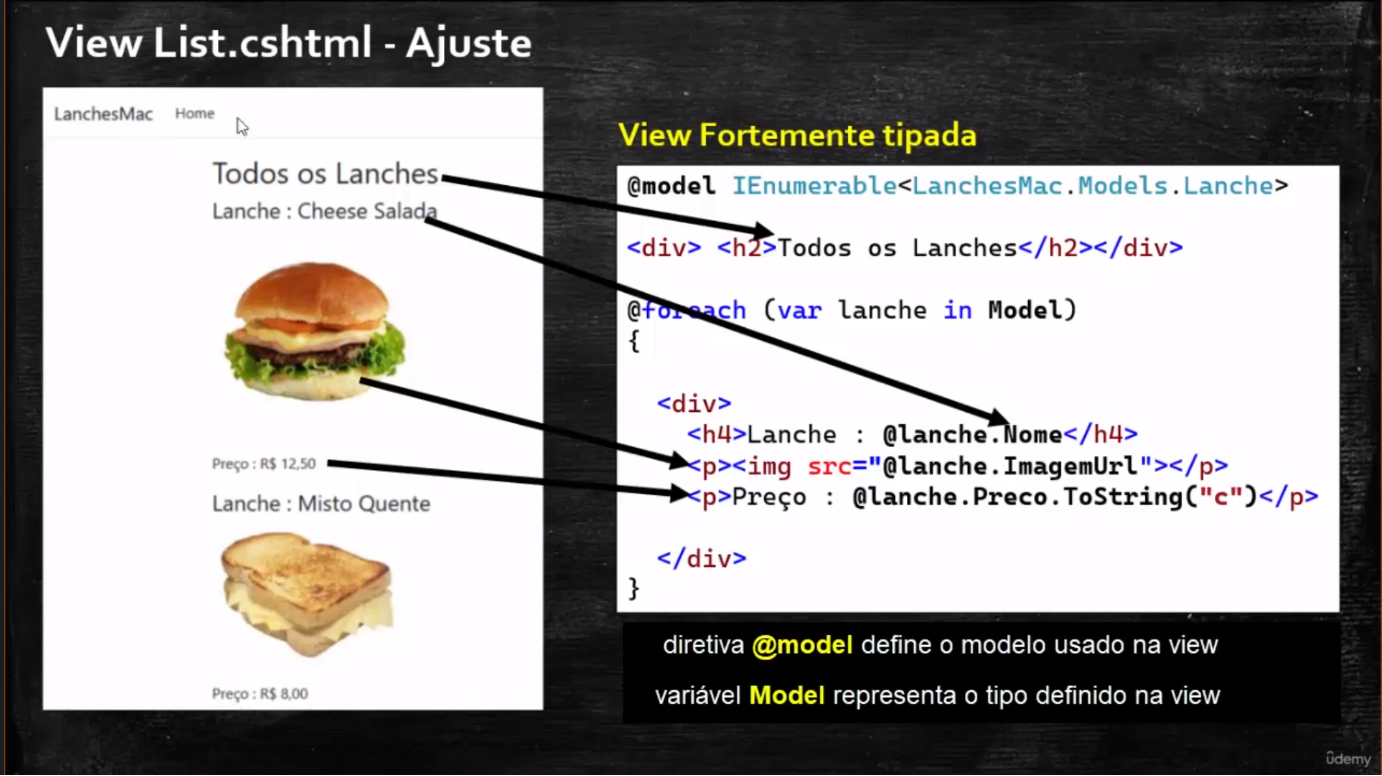 View List.cshtml - Ajuste
LanchesMac Home
Todos os Lanches
Lanche : Cheese Salada
Preço : R$ 12,50
Lanche : Misto Quente
Preço : R$ 8,00
View Fortemente tipada
@model IEnumerable<LanchesMac.Models.Lanche>
<div> <h2>Todos os Lanches</h2></div>
@foreach (var lanche in Model)
{
<div>
<h4>Lanche : @lanche.Nome</h4>
<p><img src="@lanche.ImagemUrl"></p>
<p>Preço : @lanche.Preco.ToString("c")</p>
</div>
}
diretiva @model define o modelo usado na view
variável Model representa o tipo definido na view
ûdemy